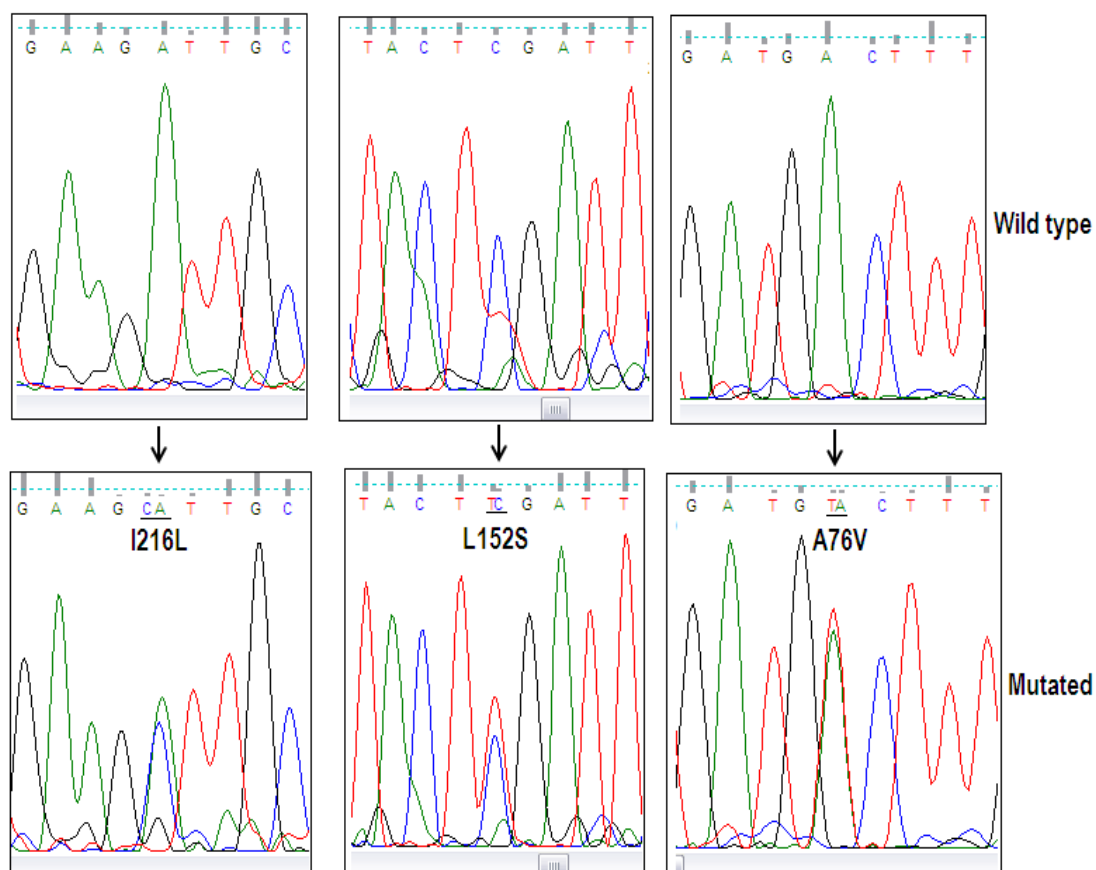 G A A G A T T G C
T A C T C G A T T
G A T G A C T T T
Wild type
G A A G C A T T G C
I216L
T A C T T C G A T T
L152S
G A T G T A C T T T
A76V
Mutated